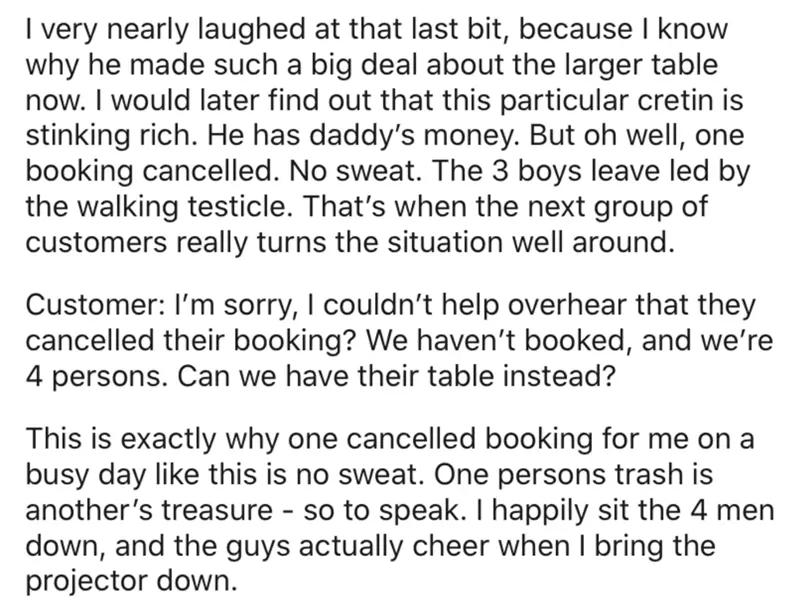 I very nearly laughed at that last bit, because I know
why he made such a big deal about the larger table
now. I would later find out that this particular cretin is
stinking rich. He has daddy’s money. But oh well, one
booking cancelled. No sweat. The 3 boys leave led by
the walking testicle. That’s when the next group of
customers really turns the situation well around.
Customer: I’m sorry, I couldn’t help overhear that they
cancelled their booking? We haven’t booked, and we’re
4 persons. Can we have their table instead?
This is exactly why one cancelled booking for me on a
busy day like this is no sweat. One persons trash is
another’s treasure - so to speak. I happily sit the 4 men
down, and the guys actually cheer when I bring the
projector down.